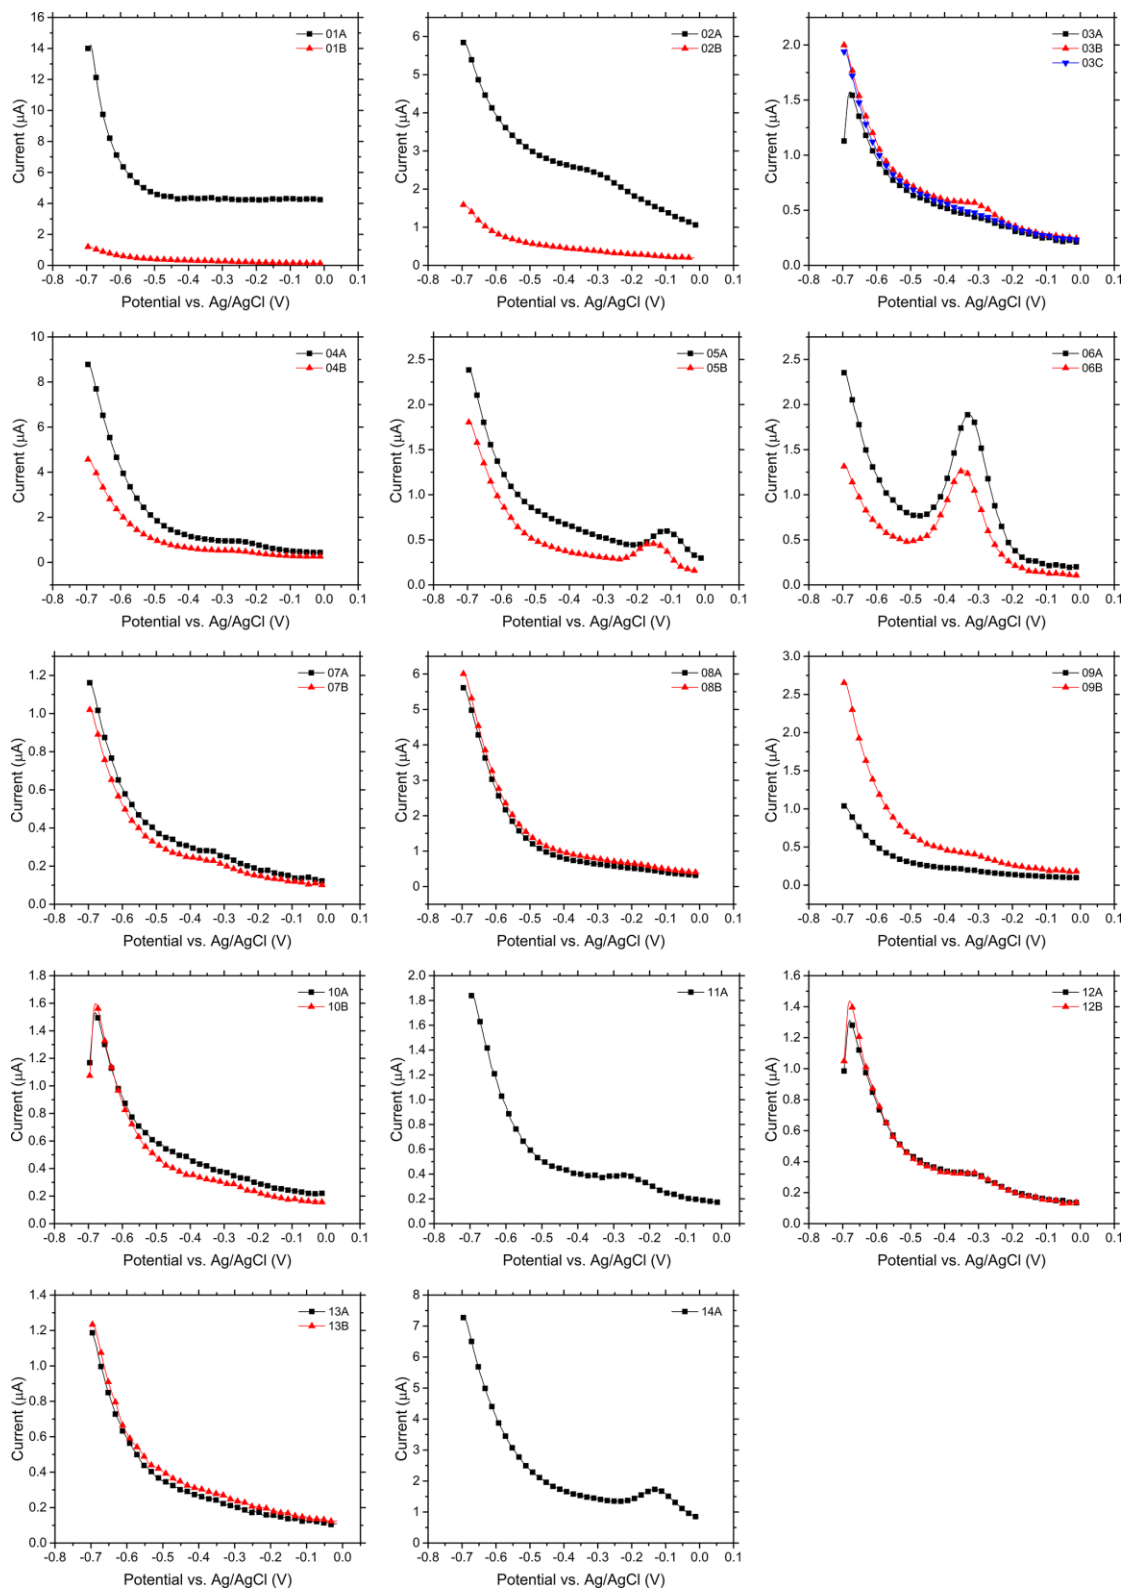 01A
01B
16
14
12
10
8
6
4
2
0
Current (µA)
-0.8 -0.7 -0.6 -0.5 -0.4 -0.3 -0.2 -0.1 0.0 0.1
Potential vs. Ag/AgCl (V)
02A
02B
6
5
4
3
2
1
0
Current (µA)
-0.8 -0.7 -0.6 -0.5 -0.4 -0.3 -0.2 -0.1 0.0 0.1
Potential vs. Ag/AgCl (V)
03A
03B
03C
2.0
1.5
1.0
0.5
0.0
Current (µA)
-0.8 -0.7 -0.6 -0.5 -0.4 -0.3 -0.2 -0.1 0.0 0.1
Potential vs. Ag/AgCl (V)
04A
04B
10
8
6
4
2
0
Current (µA)
-0.8 -0.7 -0.6 -0.5 -0.4 -0.3 -0.2 -0.1 0.0 0.1
Potential vs. Ag/AgCl (V)
05A
05B
2.5
2.0
1.5
1.0
0.5
0.0
Current (µA)
-0.8 -0.7 -0.6 -0.5 -0.4 -0.3 -0.2 -0.1 0.0 0.1
Potential vs. Ag/AgCl (V)
06A
06B
2.5
2.0
1.5
1.0
0.5
0.0
Current (µA)
-0.8 -0.7 -0.6 -0.5 -0.4 -0.3 -0.2 -0.1 0.0 0.1
Potential vs. Ag/AgCl (V)
07A
07B
1.2
1.0
0.8
0.6
0.4
0.2
0.0
Current (µA)
-0.8 -0.7 -0.6 -0.5 -0.4 -0.3 -0.2 -0.1 0.0 0.1
Potential vs. Ag/AgCl (V)
08A
08B
6
5
4
3
2
1
0
Current (µA)
-0.8 -0.7 -0.6 -0.5 -0.4 -0.3 -0.2 -0.1 0.0 0.1
Potential vs. Ag/AgCl (V)
09A
09B
3.0
2.5
2.0
1.5
1.0
0.5
0.0
Current (µA)
-0.8 -0.7 -0.6 -0.5 -0.4 -0.3 -0.2 -0.1 0.0 0.1
Potential vs. Ag/AgCl (V)
10A
10B
1.8
1.6
1.4
1.2
1.0
0.8
0.6
0.4
0.2
0.0
Current (µA)
-0.8 -0.7 -0.6 -0.5 -0.4 -0.3 -0.2 -0.1 0.0 0.1
Potential vs. Ag/AgCl (V)
11A
2.0
1.8
1.6
1.4
1.2
1.0
0.8
0.6
0.4
0.2
0.0
Current (µA)
-0.8 -0.7 -0.6 -0.5 -0.4 -0.3 -0.2 -0.1 0.0
Potential vs. Ag/AgCl (V)
12A
12B
1.6
1.4
1.2
1.0
0.8
0.6
0.4
0.2
0.0
Current (µA)
-0.8 -0.7 -0.6 -0.5 -0.4 -0.3 -0.2 -0.1 0.0 0.1
Potential vs. Ag/AgCl (V)
13A
13B
1.4
1.2
1.0
0.8
0.6
0.4
0.2
0.0
Current (µA)
-0.8 -0.7 -0.6 -0.5 -0.4 -0.3 -0.2 -0.1 0.0
Potential vs. Ag/AgCl (V)
14A
8
7
6
5
4
3
2
1
0
Current (µA)
-0.8 -0.7 -0.6 -0.5 -0.4 -0.3 -0.2 -0.1 0.0 0.1
Potential vs. Ag/AgCl (V)